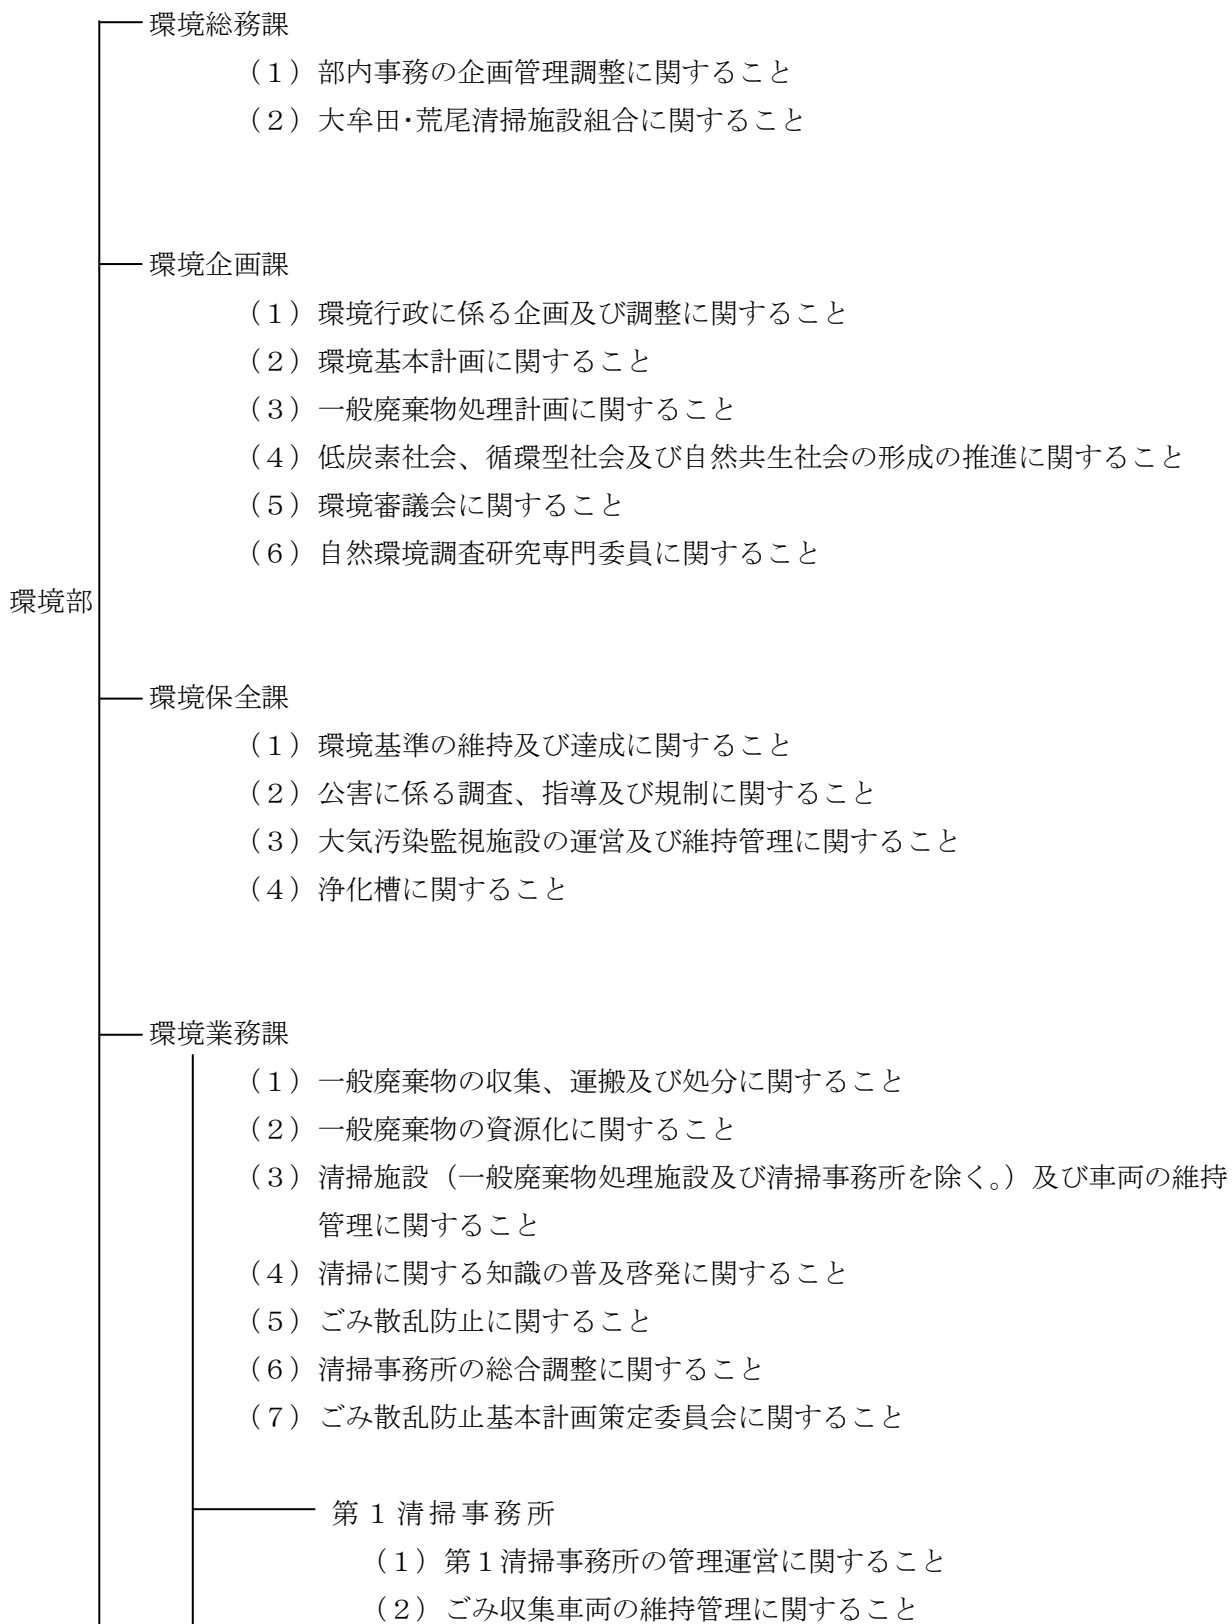 環境総務課
（１）部内事務の企画管理調整に関すること
（２）大牟田・荒尾清掃施設組合に関すること
環境企画課
（１）環境行政に係る企画及び調整に関すること
（２）環境基本計画に関すること
（３）一般廃棄物処理計画に関すること
（４）低炭素社会、循環型社会及び自然共生社会の形成の推進に関すること
（５）環境審議会に関すること
（６）自然環境調査研究専門委員に関すること
環境部
環境保全課
（１）環境基準の維持及び達成に関すること
（２）公害に係る調査、指導及び規制に関すること
（３）大気汚染監視施設の運営及び維持管理に関すること
（４）浄化槽に関すること
環境業務課
（１）一般廃棄物の収集、運搬及び処分に関すること
（２）一般廃棄物の資源化に関すること
（３）清掃施設（一般廃棄物処理施設及び清掃事務所を除く。）及び車両の維持
管理に関すること
（４）清掃に関する知識の普及啓発に関すること
（５）ごみ散乱防止に関すること
（６）清掃事務所の総合調整に関すること
（７）ごみ散乱防止基本計画策定委員会に関すること
第１清掃事務所
（１）第１清掃事務所の管理運営に関すること
（２）ごみ収集車両の維持管理に関すること